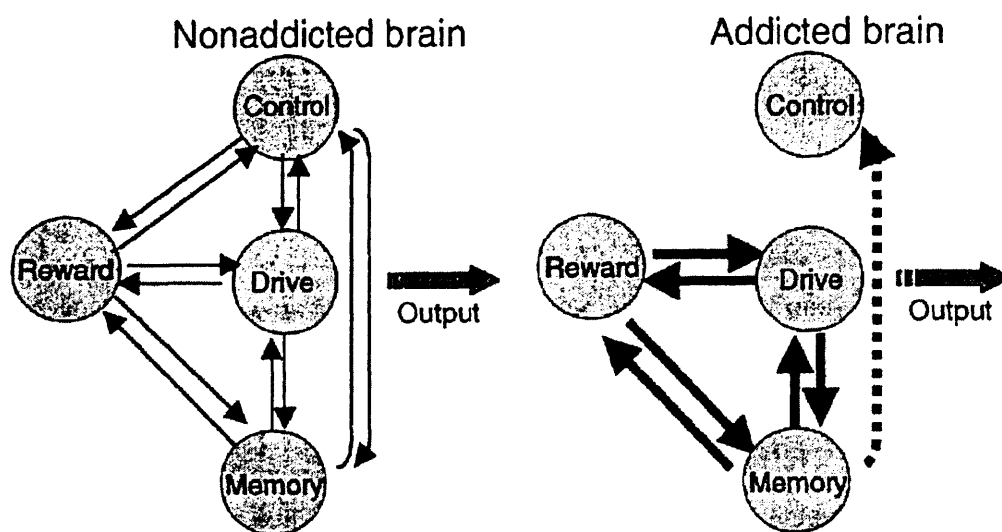 Nonaddicted brain
Control
Reward
Drive
Output
Memory
Addicted brain
Control
Reward
Drive
Output
Memory